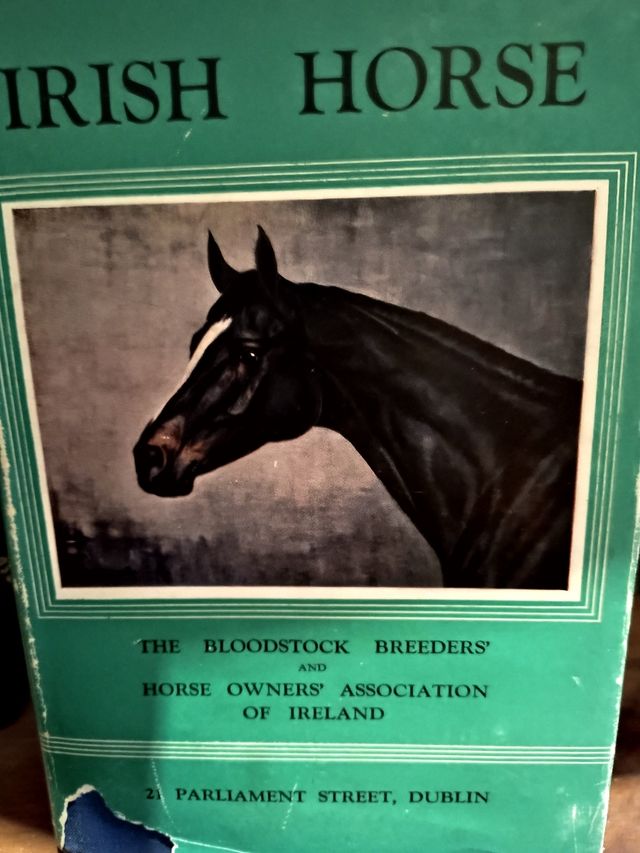 IRISH HORSE
THE BLOODSTOCK BREEDERS'
AND
HORSE OWNERS' ASSOCIATION
OF IRELAND
21 PARLIAMENT STREET, DUBLIN